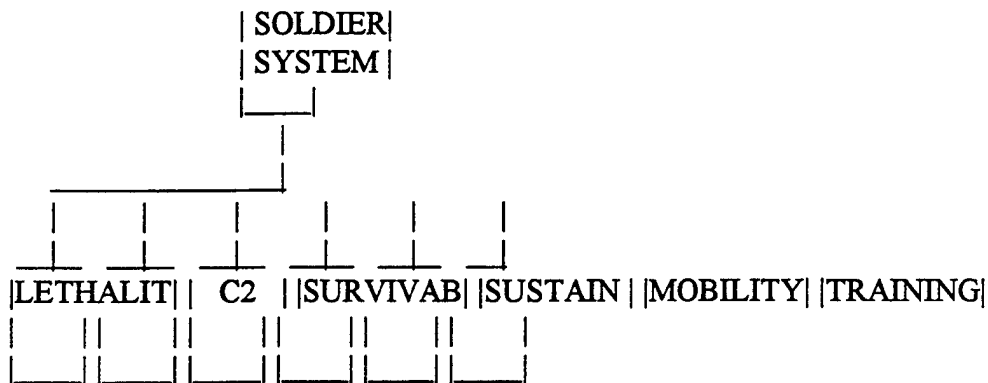 | SOLDIER|
| SYSTEM |
|LETHALIT| | C2 | |SURVIVAB| |SUSTAIN | |MOBILITY| |TRAINING|